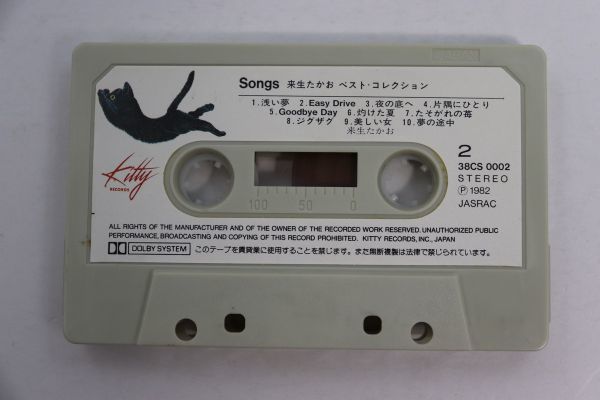 Songs 来生たかお ベスト・コレクション
1.浅い夢 2.Easy Drive 3.夜の底へ 4.片隅にひとり
5.Goodbye Day 6.灼けた夏 7.たそがれの苺
8.ジグザグ 9.美しい女 10.夢の途中
来生たかお
2
38CS 0002
STEREO
Ⓟ 1982
JASRAC
Kitty
RECORDS
100 50 0
ALL RIGHTS OF THE MANUFACTURER AND OF THE OWNER OF THE RECORDED WORK RESERVED. UNAUTHORIZED PUBLIC
PERFORMANCE, BROADCASTING AND COPYING OF THIS RECORD PROHIBITED. KITTY RECORDS, INC., JAPAN
DOLBY SYSTEM このテープを賃貸業に使用することを禁じます。また無断複製は法律で禁じられています。